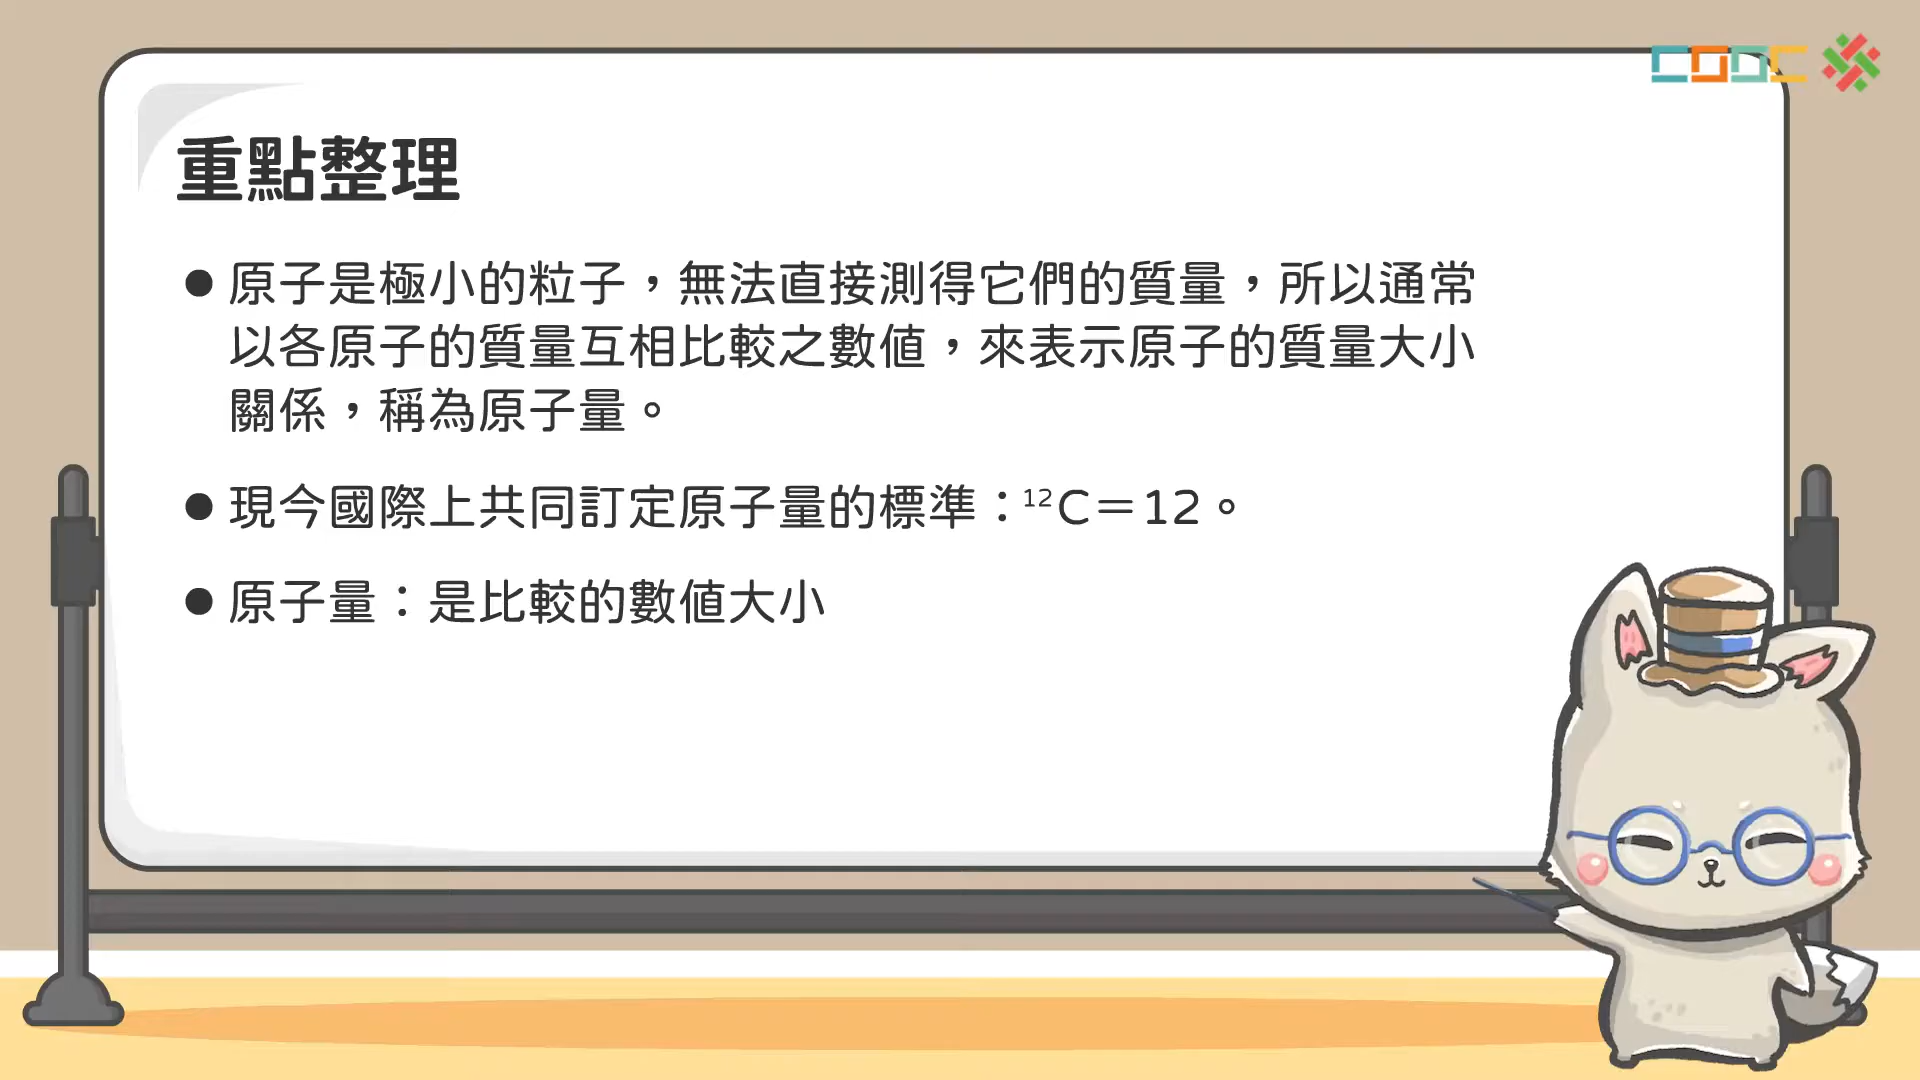 重點整理
●原子是極小的粒子，無法直接測得它們的質量，所以通常
以各原子的質量互相比較之數值，來表示原子的質量大小
關係，稱為原子量。
●現今國際上共同訂定原子量的標準：¹²C＝12。
●原子量：是比較的數值大小